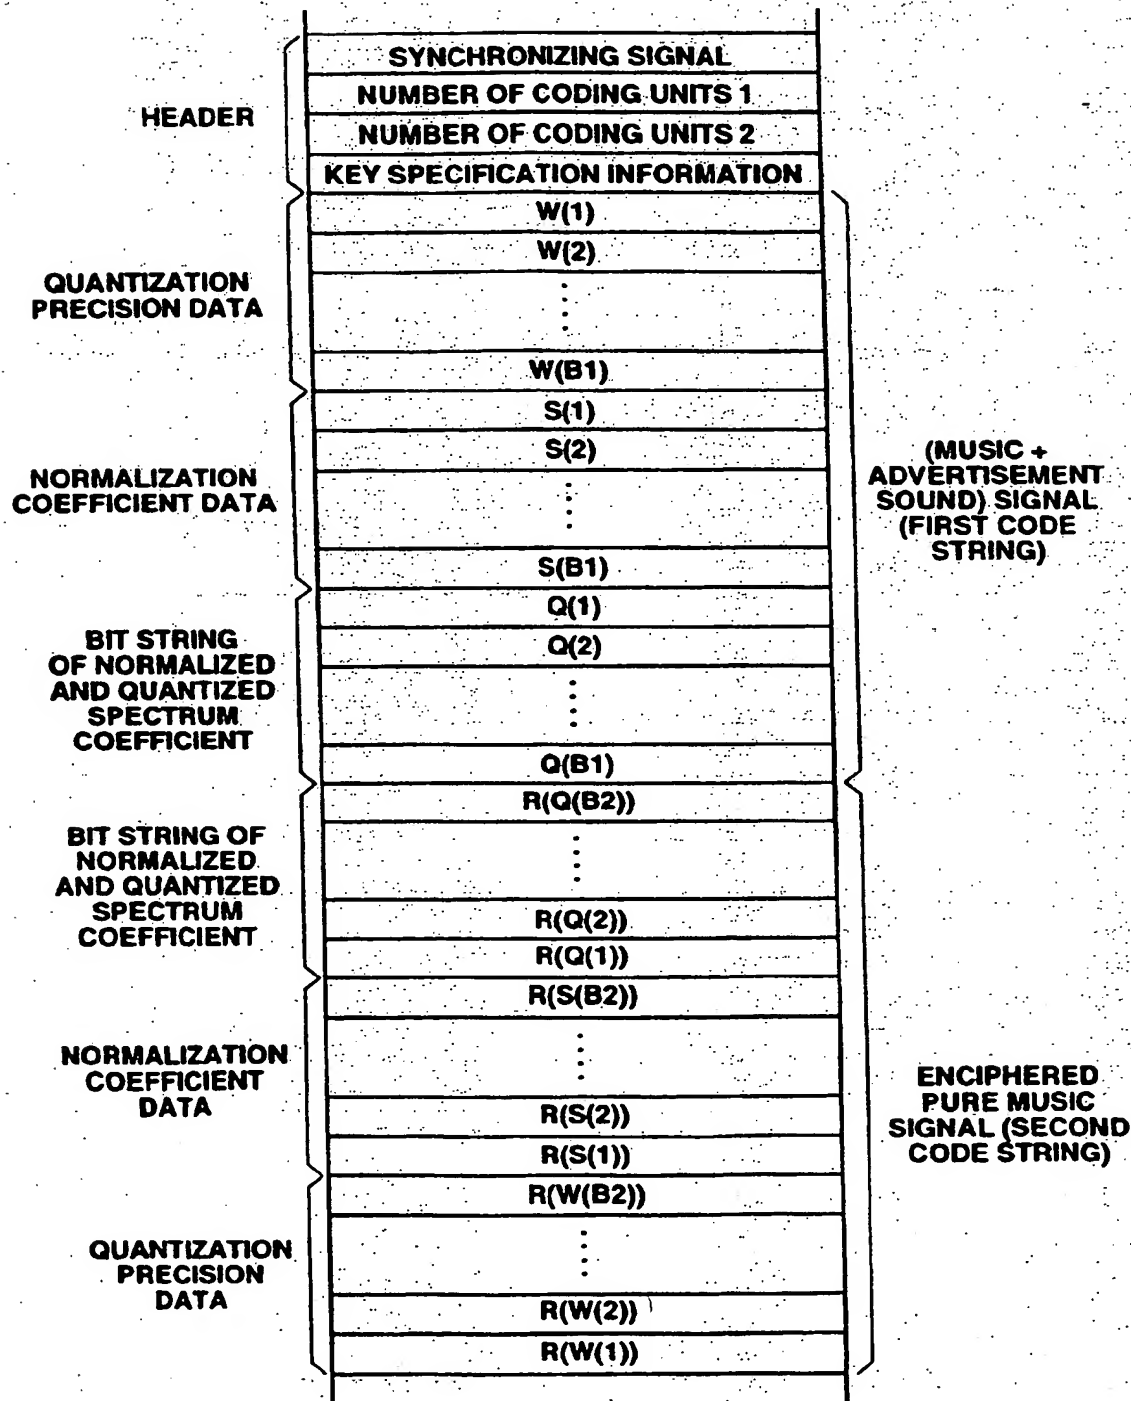 SYNCHRONIZING SIGNAL
NUMBER OF CODING UNITS 1
HEADER
NUMBER OF CODING UNITS 2
KEY SPECIFICATION INFORMATION
W(1)
W(2)
QUANTIZATION
PRECISION DATA
W(B1)
S(1)
S(2)
NORMALIZATION
COEFFICIENT DATA
(MUSIC +
ADVERTISEMENT
SOUND) SIGNAL
(FIRST CODE
STRING)
S(B1)
Q(1)
Q(2)
BIT STRING
OF NORMALIZED
AND QUANTIZED
SPECTRUM
COEFFICIENT
Q(B1)
R(Q(B2))
BIT STRING OF
NORMALIZED
AND QUANTIZED
SPECTRUM
COEFFICIENT
R(Q(2))
R(Q(1))
R(S(B2))
NORMALIZATION
COEFFICIENT
DATA
R(S(2))
R(S(1))
ENCIPHERED
PURE MUSIC
SIGNAL (SECOND
CODE STRING)
R(W(B2))
QUANTIZATION
PRECISION
DATA
R(W(2))
R(W(1))